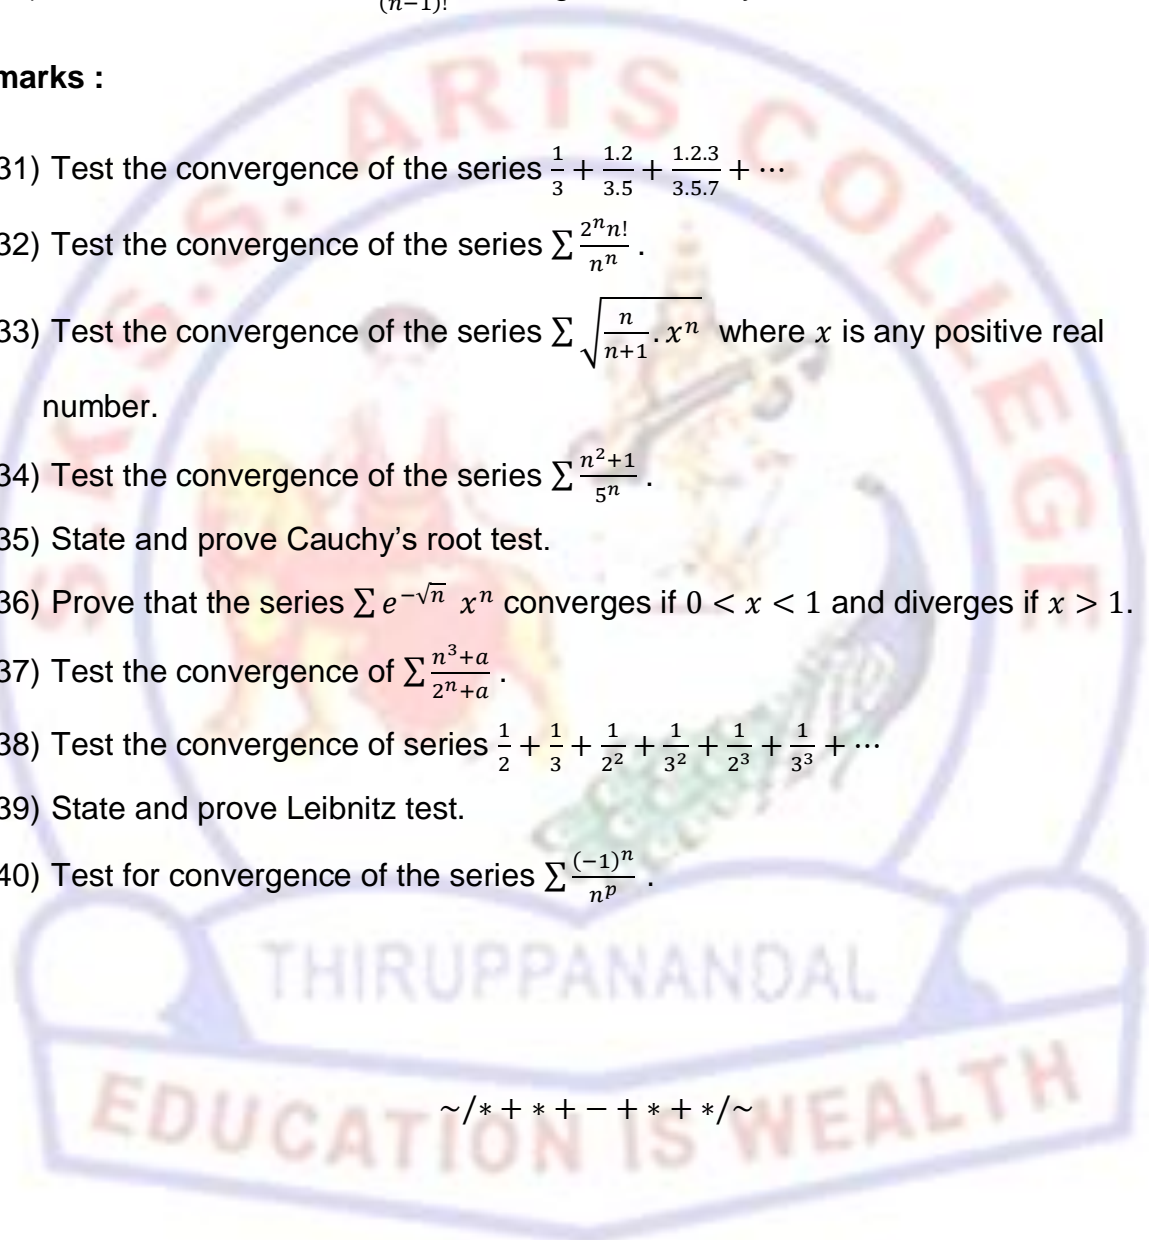 (n−1)!
marks :
31) Test the convergence of the series 1/3 + 1.2/3.5 + 1.2.3/3.5.7 + ⋯
32) Test the convergence of the series ∑ 2ⁿn!/nⁿ .
33) Test the convergence of the series ∑ √(n/(n+1) . xⁿ) where x is any positive real
number.
34) Test the convergence of the series ∑ (n²+1)/5ⁿ .
35) State and prove Cauchy’s root test.
36) Prove that the series ∑ e^(−√n) xⁿ converges if 0 < x < 1 and diverges if x > 1.
37) Test the convergence of ∑ (n³+a)/(2ⁿ+a) .
38) Test the convergence of series 1/2 + 1/3 + 1/2² + 1/3² + 1/2³ + 1/3³ + ⋯
39) State and prove Leibnitz test.
40) Test for convergence of the series ∑ (−1)ⁿ/nᵖ .
~/∗ + ∗ + − + ∗ + ∗/~
S.K.S.S. ARTS COLLEGE
THIRUPPANANDAL
EDUCATION IS WEALTH